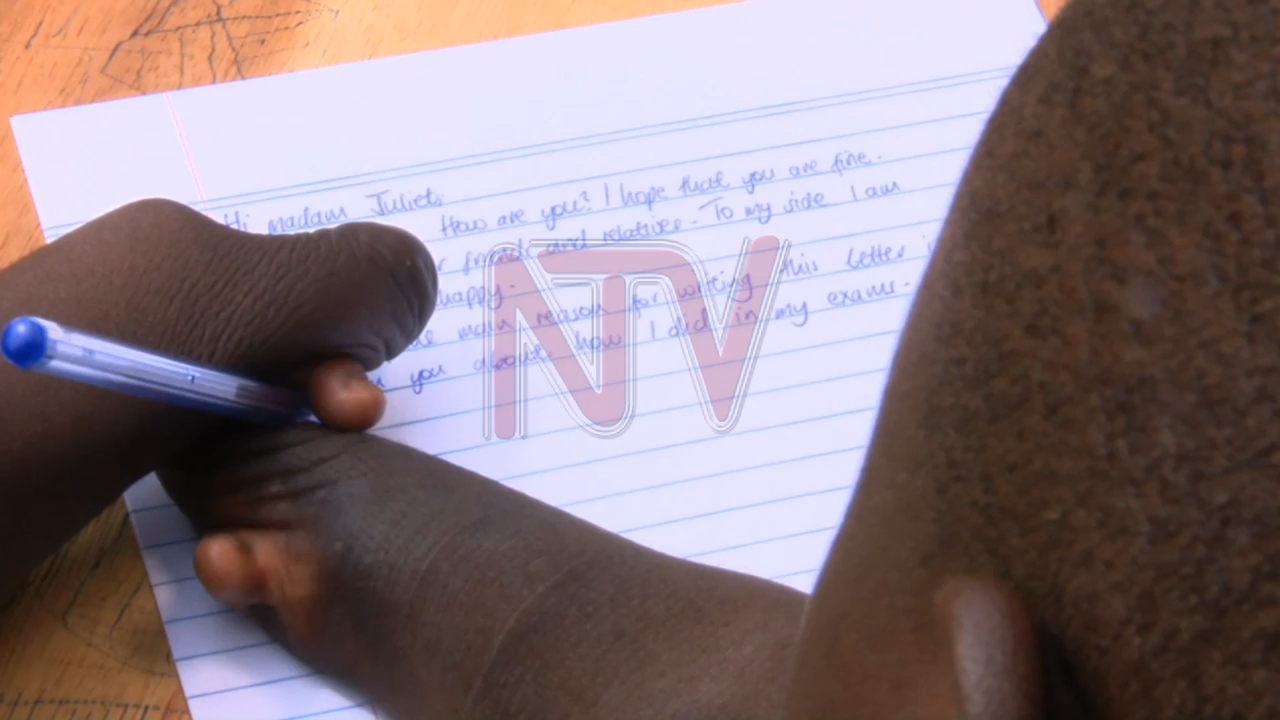 Hi madam Juliet,
How are you? I hope that you are fine.
friends and relatives. To my side I am
happy.
main reason for writing this letter
you about how I did in my exams.
NTV